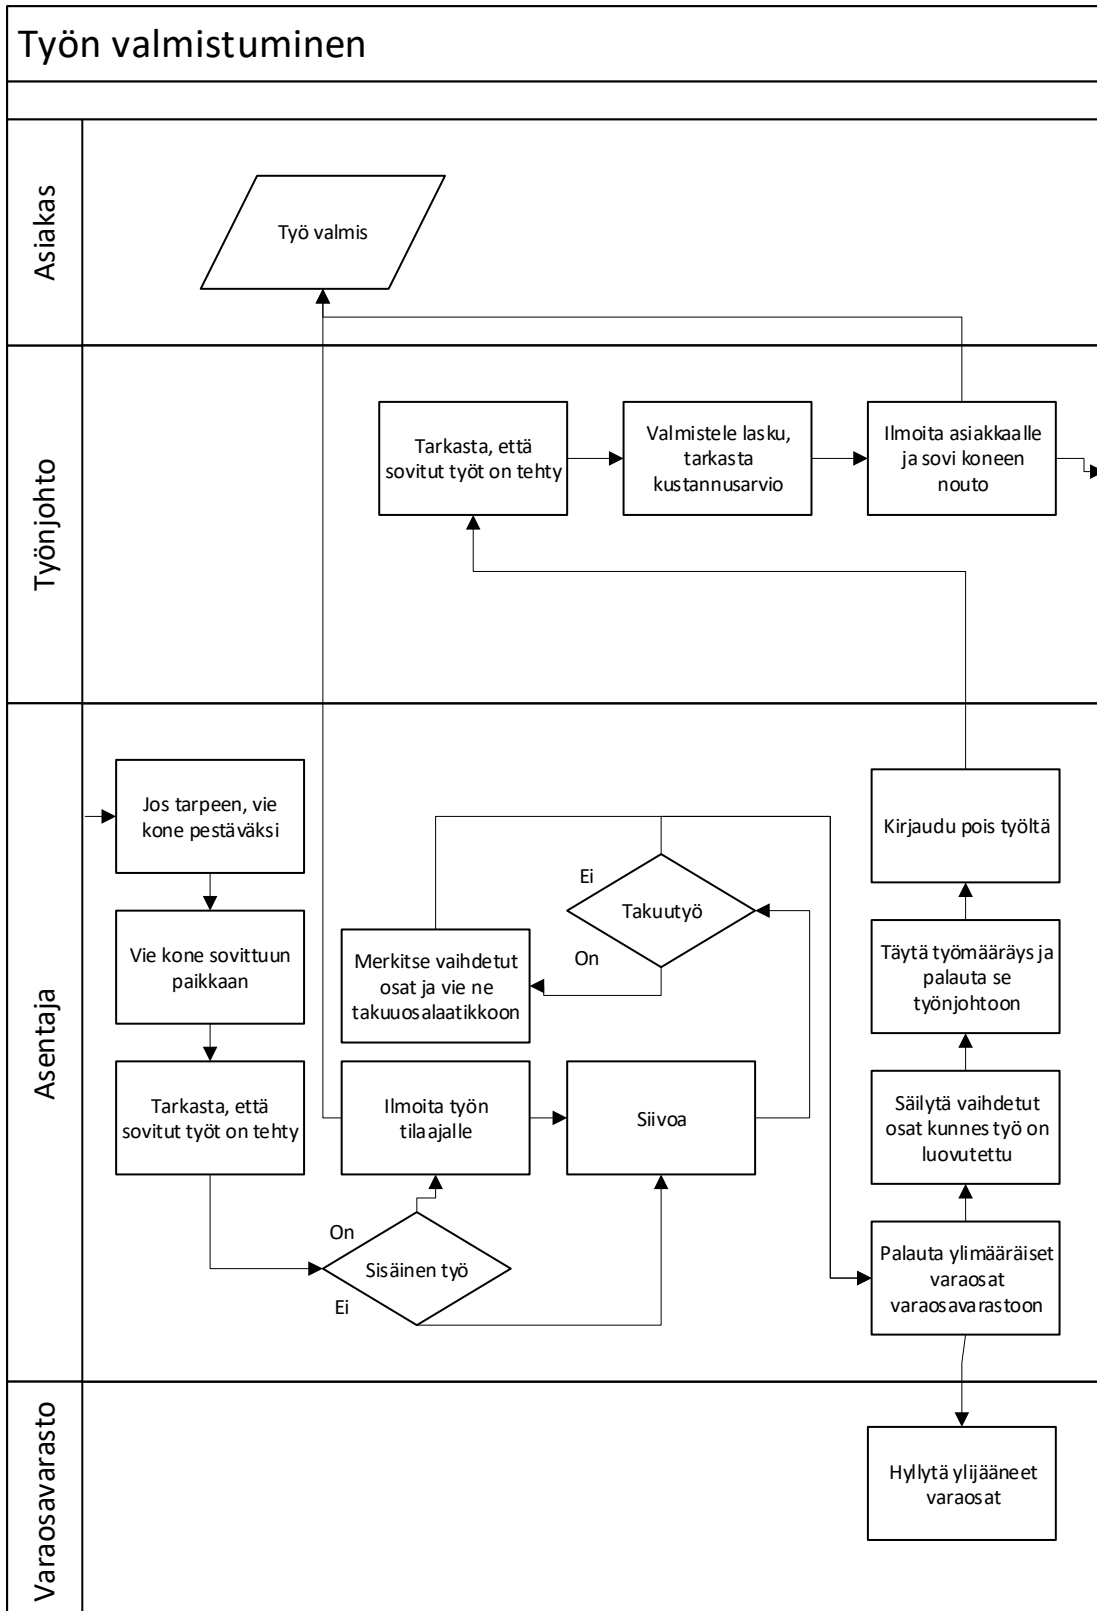 Työn valmistuminen
Asiakas
Työ valmis
Työnjohto
Tarkasta, että
sovitut työt on tehty
Valmistele lasku,
tarkasta
kustannusarvio
Ilmoita asiakkaalle
ja sovi koneen
nouto
Asentaja
Jos tarpeen, vie
kone pestäväksi
Vie kone sovittuun
paikkaan
Tarkasta, että
sovitut työt on tehty
Sisäinen työ
On
Ei
Ilmoita työn
tilaajalle
Siivoa
Takuutyö
Ei
On
Merkitse vaihdetut
osat ja vie ne
takuuosalaatikkoon
Kirjaudu pois työltä
Täytä työmääräys ja
palauta se
työnjohtoon
Säilytä vaihdetut
osat kunnes työ on
luovutettu
Palauta ylimääräiset
varaosat
varaosavarastoon
Varaosavarasto
Hyllytä ylijääneet
varaosat